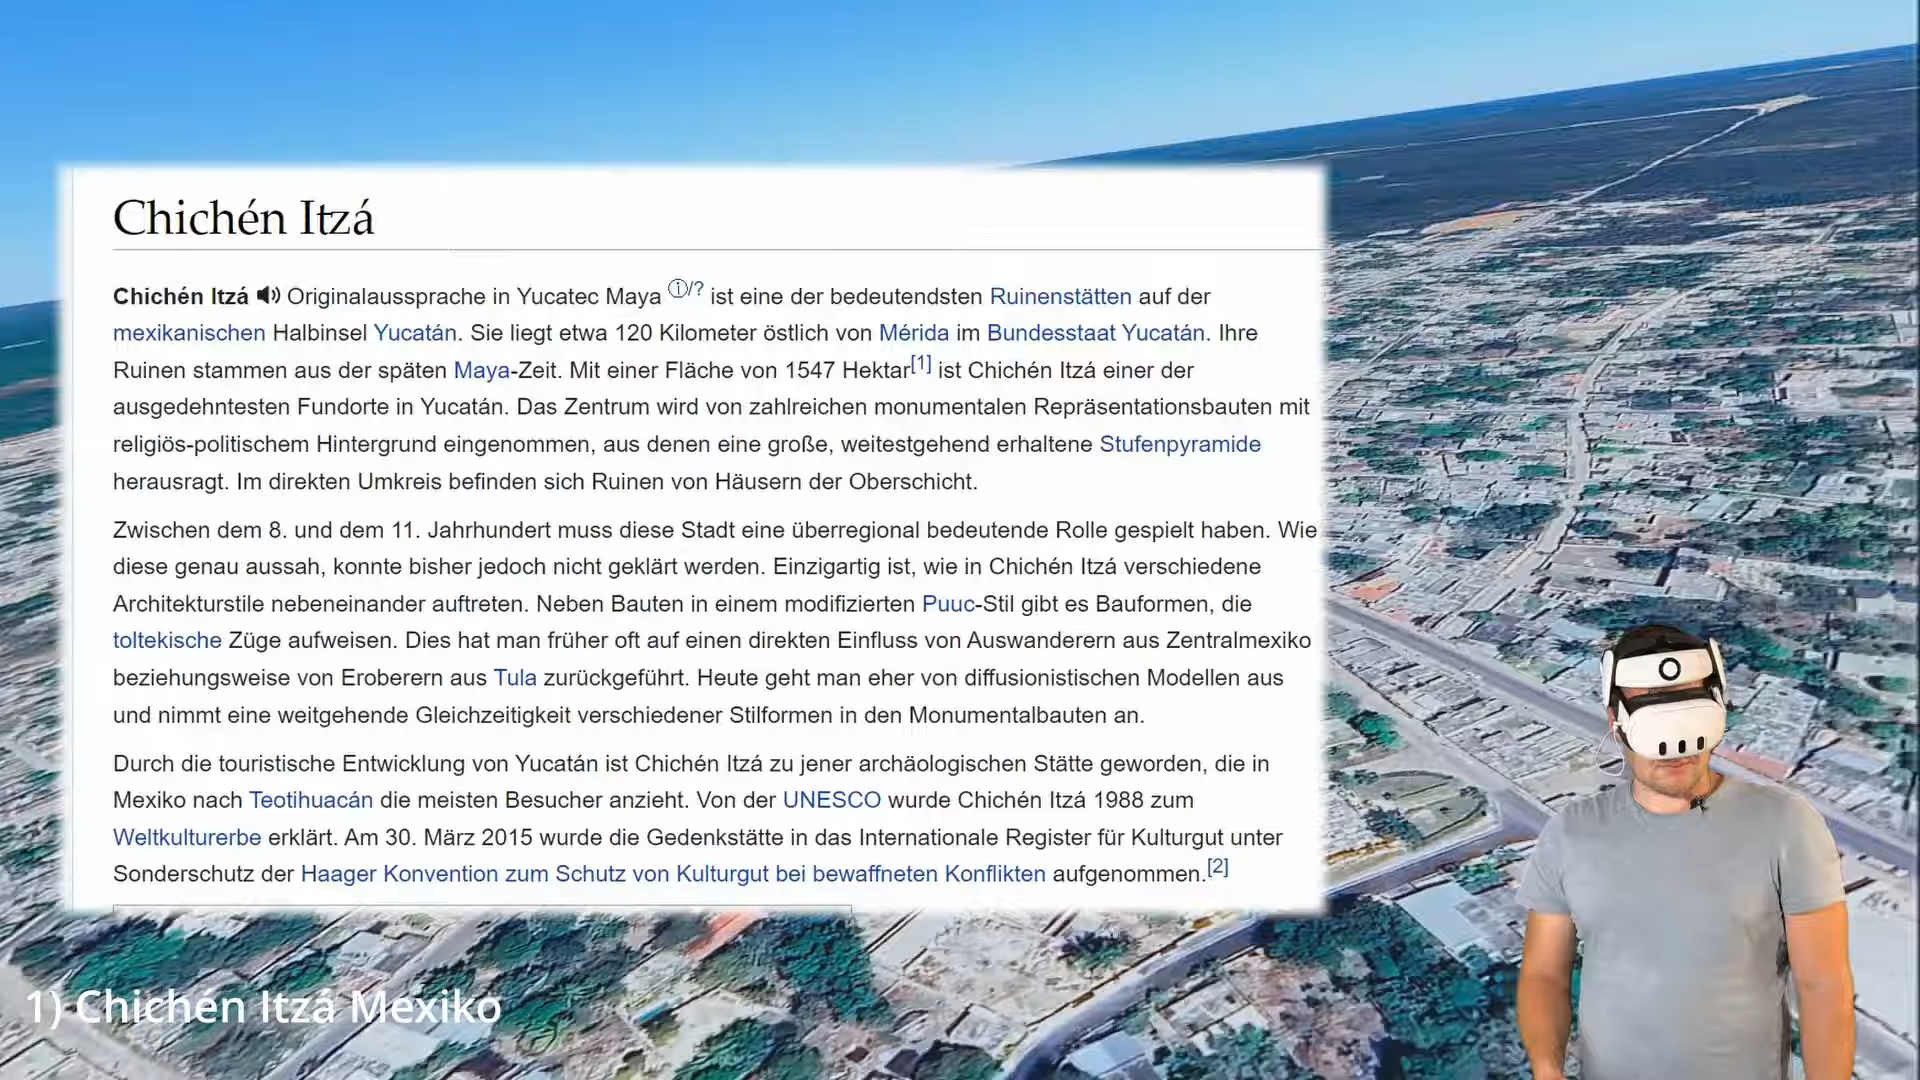 Chichén Itzá
Chichén Itzá Originalaussprache in Yucatec Maya ⓘ/? ist eine der bedeutendsten Ruinenstätten auf der
mexikanischen Halbinsel Yucatán. Sie liegt etwa 120 Kilometer östlich von Mérida im Bundesstaat Yucatán. Ihre
Ruinen stammen aus der späten Maya-Zeit. Mit einer Fläche von 1547 Hektar[1] ist Chichén Itzá einer der
ausgedehntesten Fundorte in Yucatán. Das Zentrum wird von zahlreichen monumentalen Repräsentationsbauten mit
religiös-politischem Hintergrund eingenommen, aus denen eine große, weitestgehend erhaltene Stufenpyramide
herausragt. Im direkten Umkreis befinden sich Ruinen von Häusern der Oberschicht.
Zwischen dem 8. und dem 11. Jahrhundert muss diese Stadt eine überregional bedeutende Rolle gespielt haben. Wie
diese genau aussah, konnte bisher jedoch nicht geklärt werden. Einzigartig ist, wie in Chichén Itzá verschiedene
Architekturstile nebeneinander auftreten. Neben Bauten in einem modifizierten Puuc-Stil gibt es Bauformen, die
toltekische Züge aufweisen. Dies hat man früher oft auf einen direkten Einfluss von Auswanderern aus Zentralmexiko
beziehungsweise von Eroberern aus Tula zurückgeführt. Heute geht man eher von diffusionistischen Modellen aus
und nimmt eine weitgehende Gleichzeitigkeit verschiedener Stilformen in den Monumentalbauten an.
Durch die touristische Entwicklung von Yucatán ist Chichén Itzá zu jener archäologischen Stätte geworden, die in
Mexiko nach Teotihuacán die meisten Besucher anzieht. Von der UNESCO wurde Chichén Itzá 1988 zum
Weltkulturerbe erklärt. Am 30. März 2015 wurde die Gedenkstätte in das Internationale Register für Kulturgut unter
Sonderschutz der Haager Konvention zum Schutz von Kulturgut bei bewaffneten Konflikten aufgenommen.[2]
1) Chichén Itzá Mexiko